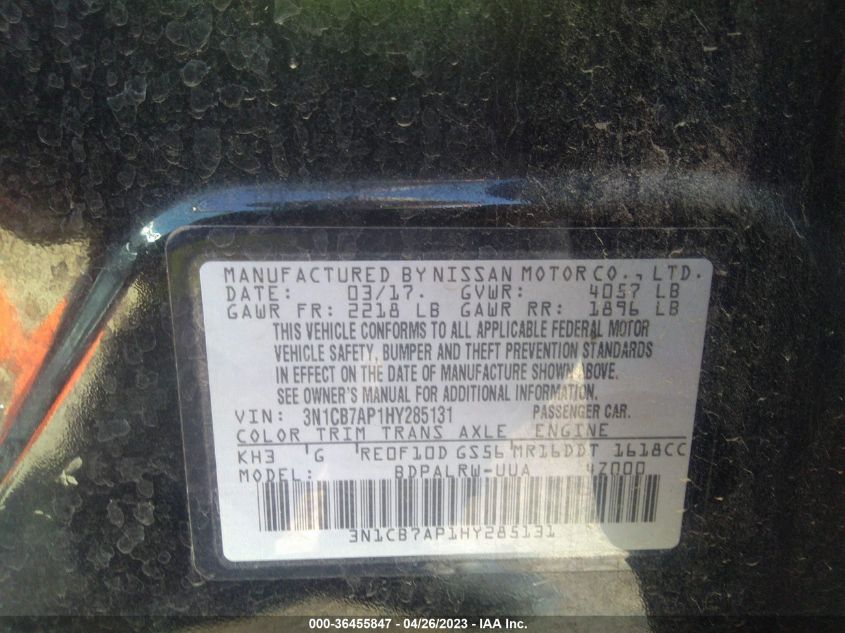 MANUFACTURED BY NISSAN MOTOR CO., LTD.
DATE: 03/17. GVWR: 4057 LB
GAWR FR: 2218 LB GAWR RR: 1896 LB
THIS VEHICLE CONFORMS TO ALL APPLICABLE FEDERAL MOTOR
VEHICLE SAFETY, BUMPER AND THEFT PREVENTION STANDARDS
IN EFFECT ON THE DATE OF MANUFACTURE SHOWN ABOVE.
SEE OWNER'S MANUAL FOR ADDITIONAL INFORMATION.
VIN: 3N1CB7AP1HY285131 PASSENGER CAR.
COLOR TRIM TRANS AXLE ENGINE
KH3 G RE0F10D GS56 MR16DDT 1618CC
MODEL: BDPALRW-UUA 4Z000
3N1CB7AP1HY285131
000-36455847 - 04/26/2023 - IAA Inc.